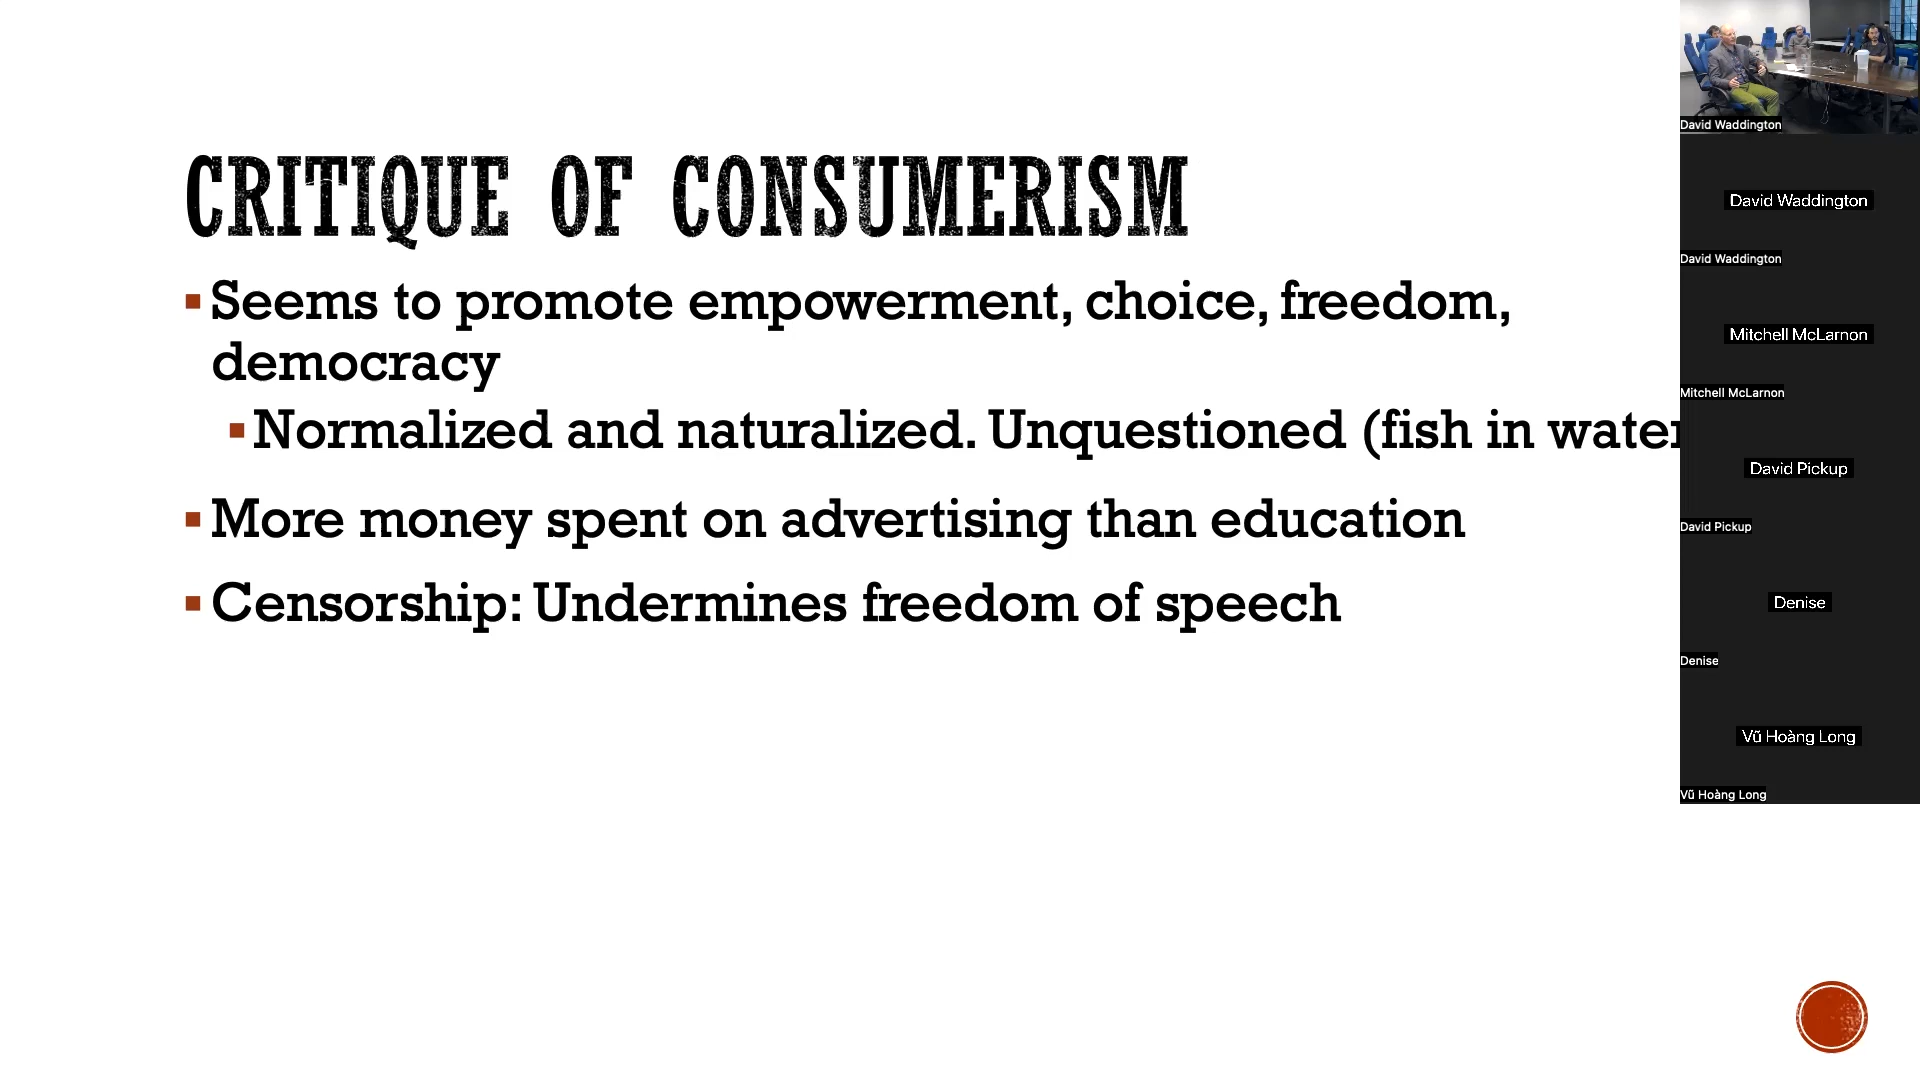 CRITIQUE OF CONSUMERISM
Seems to promote empowerment, choice, freedom,
democracy
Normalized and naturalized. Unquestioned (fish in water
More money spent on advertising than education
Censorship: Undermines freedom of speech
David Waddington
David Waddington
David Waddington
Mitchell McLarnon
Mitchell McLarnon
David Pickup
David Pickup
Denise
Denise
Vũ Hoàng Long
Vũ Hoàng Long